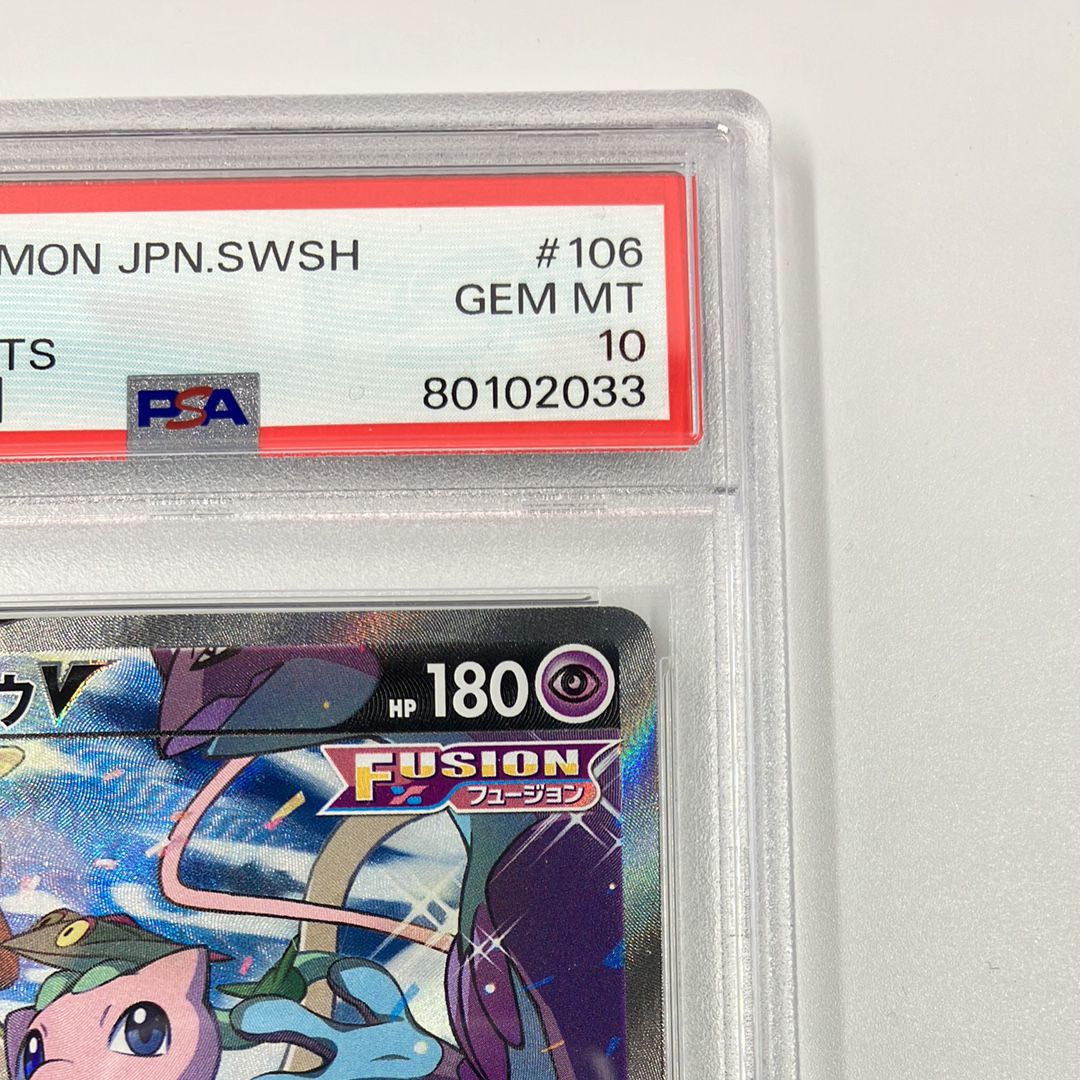 MON JPN.SWSH #106
GEM MT
TS 10
PSA 80102033
ゥV HP 180
FUSION
フュージョン